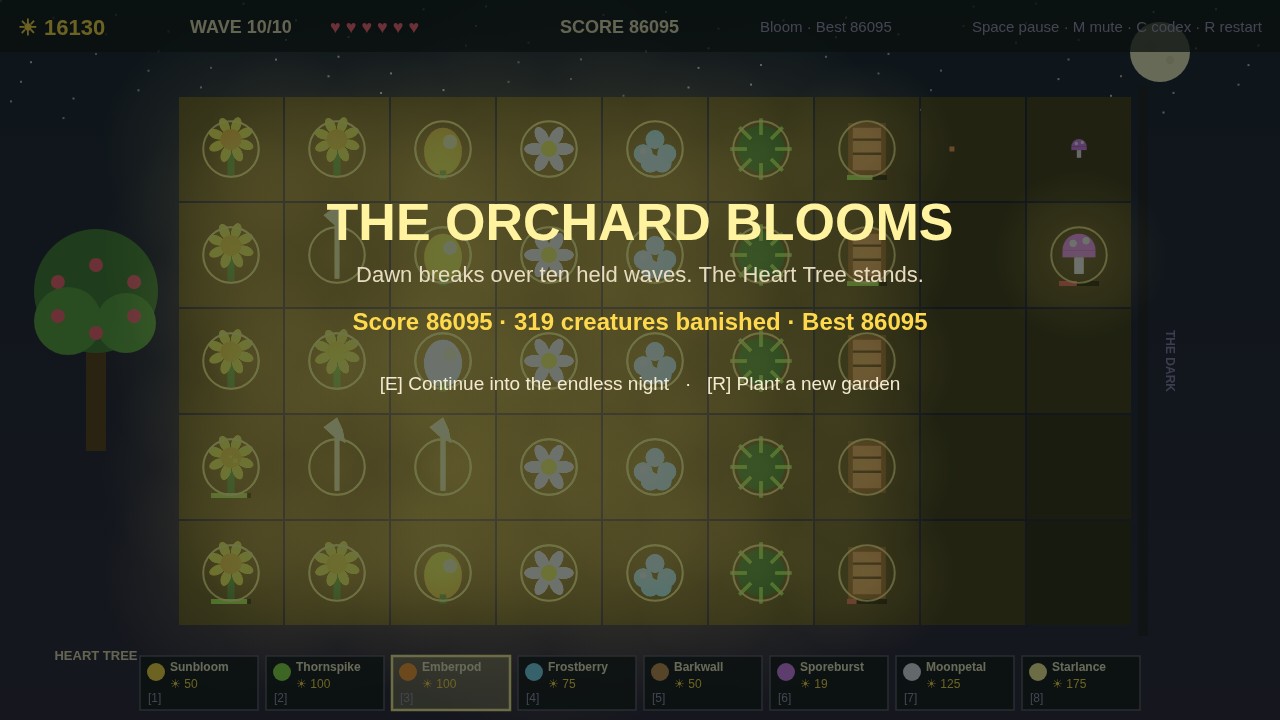 ☀ 16130 WAVE 10/10 ♥ ♥ ♥ ♥ ♥ ♥ SCORE 86095 Bloom · Best 86095 Space pause · M mute · C codex · R restart
THE ORCHARD BLOOMS
Dawn breaks over ten held waves. The Heart Tree stands.
Score 86095 · 319 creatures banished · Best 86095
[E] Continue into the endless night · [R] Plant a new garden
THE DARK
HEART TREE
Sunbloom
☀ 50
[1]
Thornspike
☀ 100
[2]
Emberpod
☀ 100
[3]
Frostberry
☀ 75
[4]
Barkwall
☀ 50
[5]
Sporeburst
☀ 19
[6]
Moonpetal
☀ 125
[7]
Starlance
☀ 175
[8]